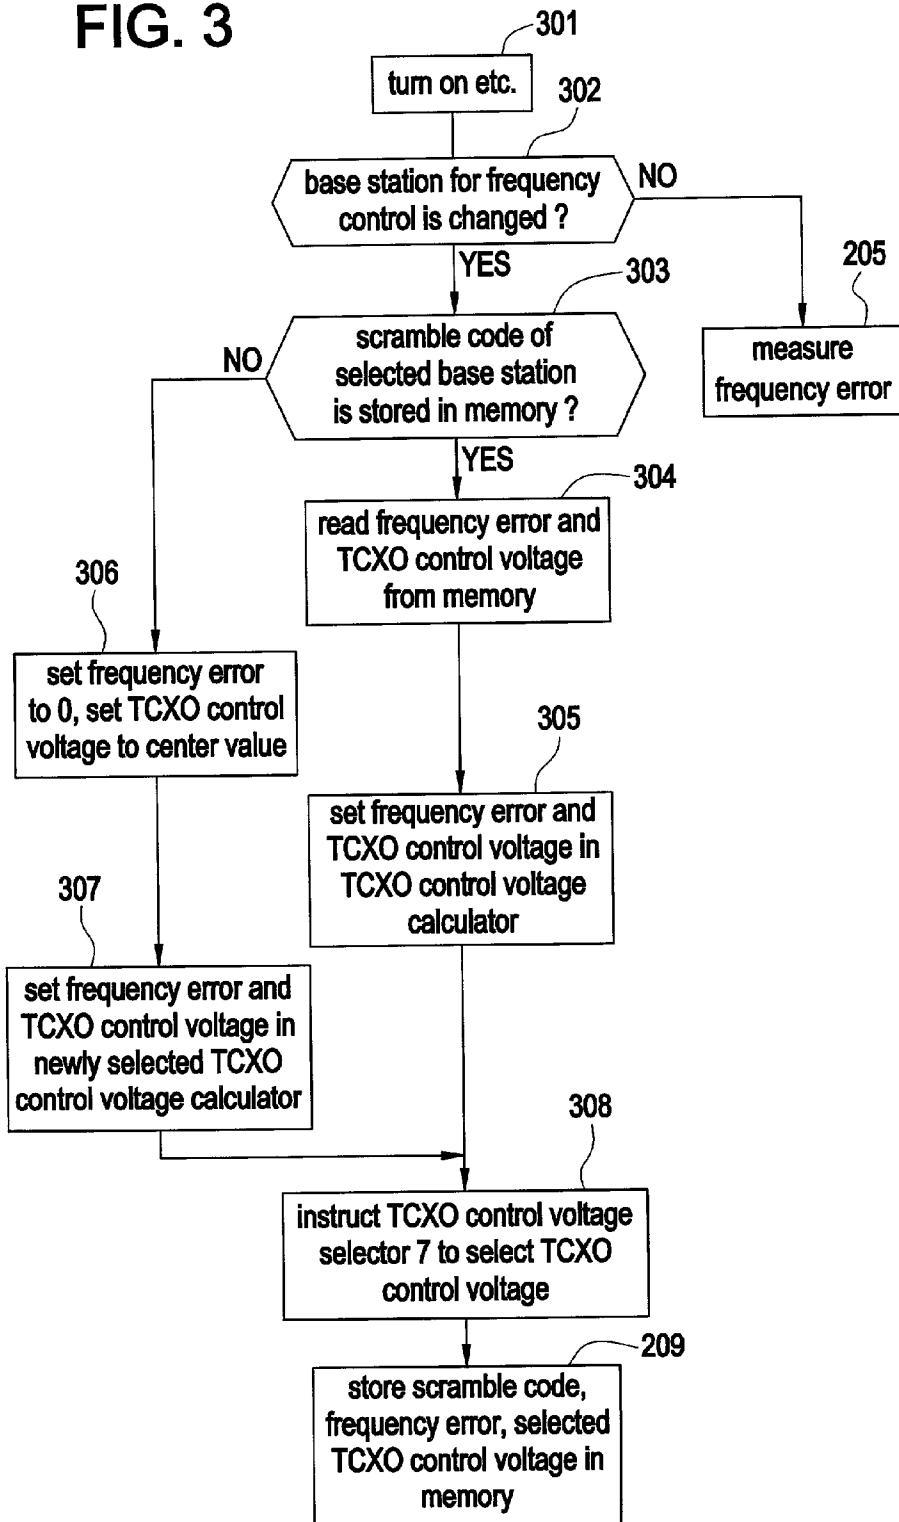 FIG. 3
301
turn on etc.
302
base station for frequency
control is changed ?
NO
YES
205
measure
frequency error
303
scramble code of
selected base station
is stored in memory ?
NO
YES
304
read frequency error and
TCXO control voltage
from memory
306
set frequency error
to 0, set TCXO control
voltage to center value
305
set frequency error and
TCXO control voltage in
TCXO control voltage
calculator
307
set frequency error and
TCXO control voltage in
newly selected TCXO
control voltage calculator
308
instruct TCXO control voltage
selector 7 to select TCXO
control voltage
209
store scramble code,
frequency error, selected
TCXO control voltage in
memory